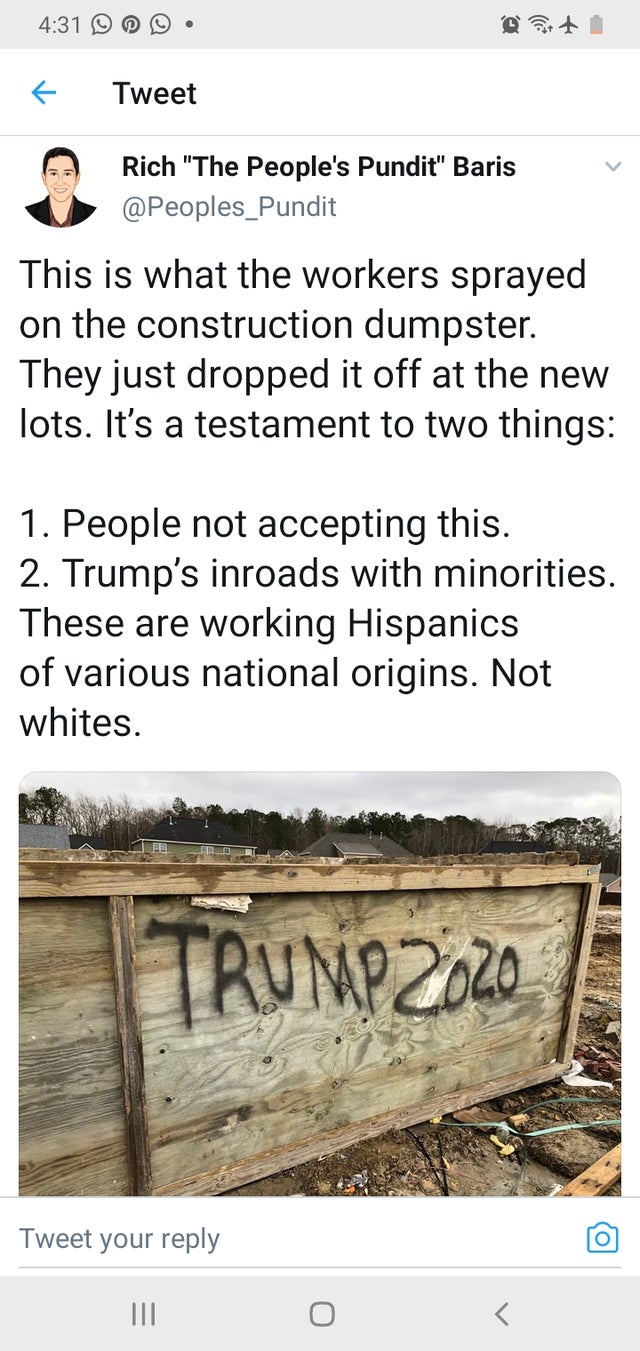 4:31
Tweet
Rich "The People's Pundit" Baris
@Peoples_Pundit
This is what the workers sprayed
on the construction dumpster.
They just dropped it off at the new
lots. It’s a testament to two things:
1. People not accepting this.
2. Trump’s inroads with minorities.
These are working Hispanics
of various national origins. Not
whites.
TRUMP 2020
Tweet your reply